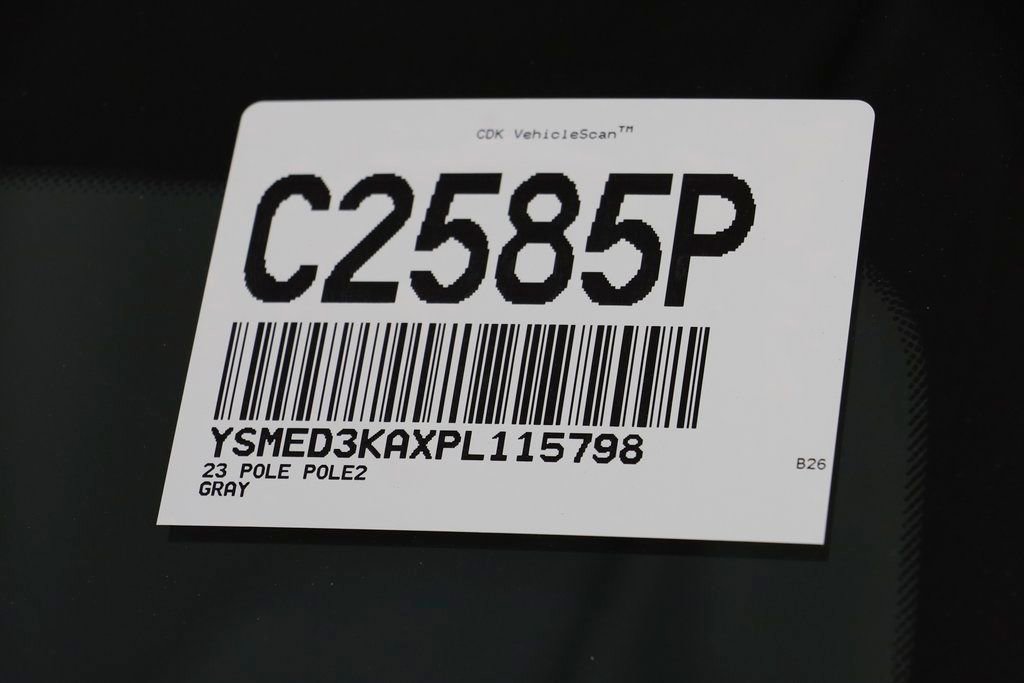 CDK VehicleScan™
C2585P
YSMED3KAXPL115798
23 POLE POLE2
GRAY
B26